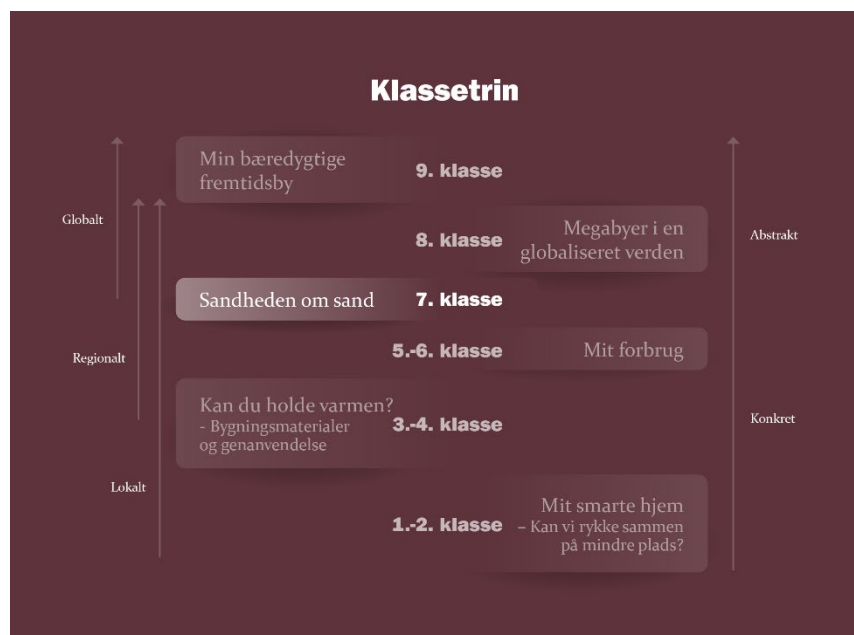 Klassetrin
Min bæredygtige
fremtidsby
9. klasse
Globalt
8. klasse
Megabyer i en
globaliseret verden
Abstrakt
Sandheden om sand
7. klasse
Regionalt
5.-6. klasse
Mit forbrug
Kan du holde varmen?
- Bygningsmaterialer
og genanvendelse
3.-4. klasse
Konkret
Lokalt
1.-2. klasse
Mit smarte hjem
– Kan vi rykke sammen
på mindre plads?